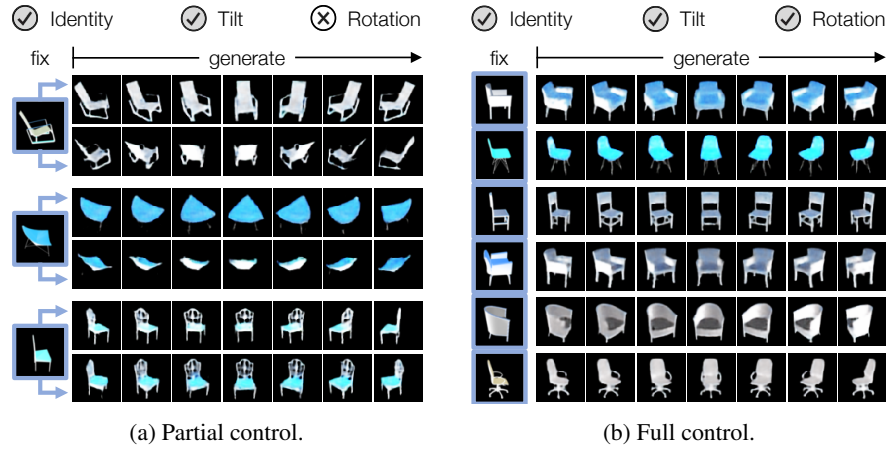 Identity Tilt Rotation
fix generate
(a) Partial control.
Identity Tilt Rotation
fix generate
(b) Full control.